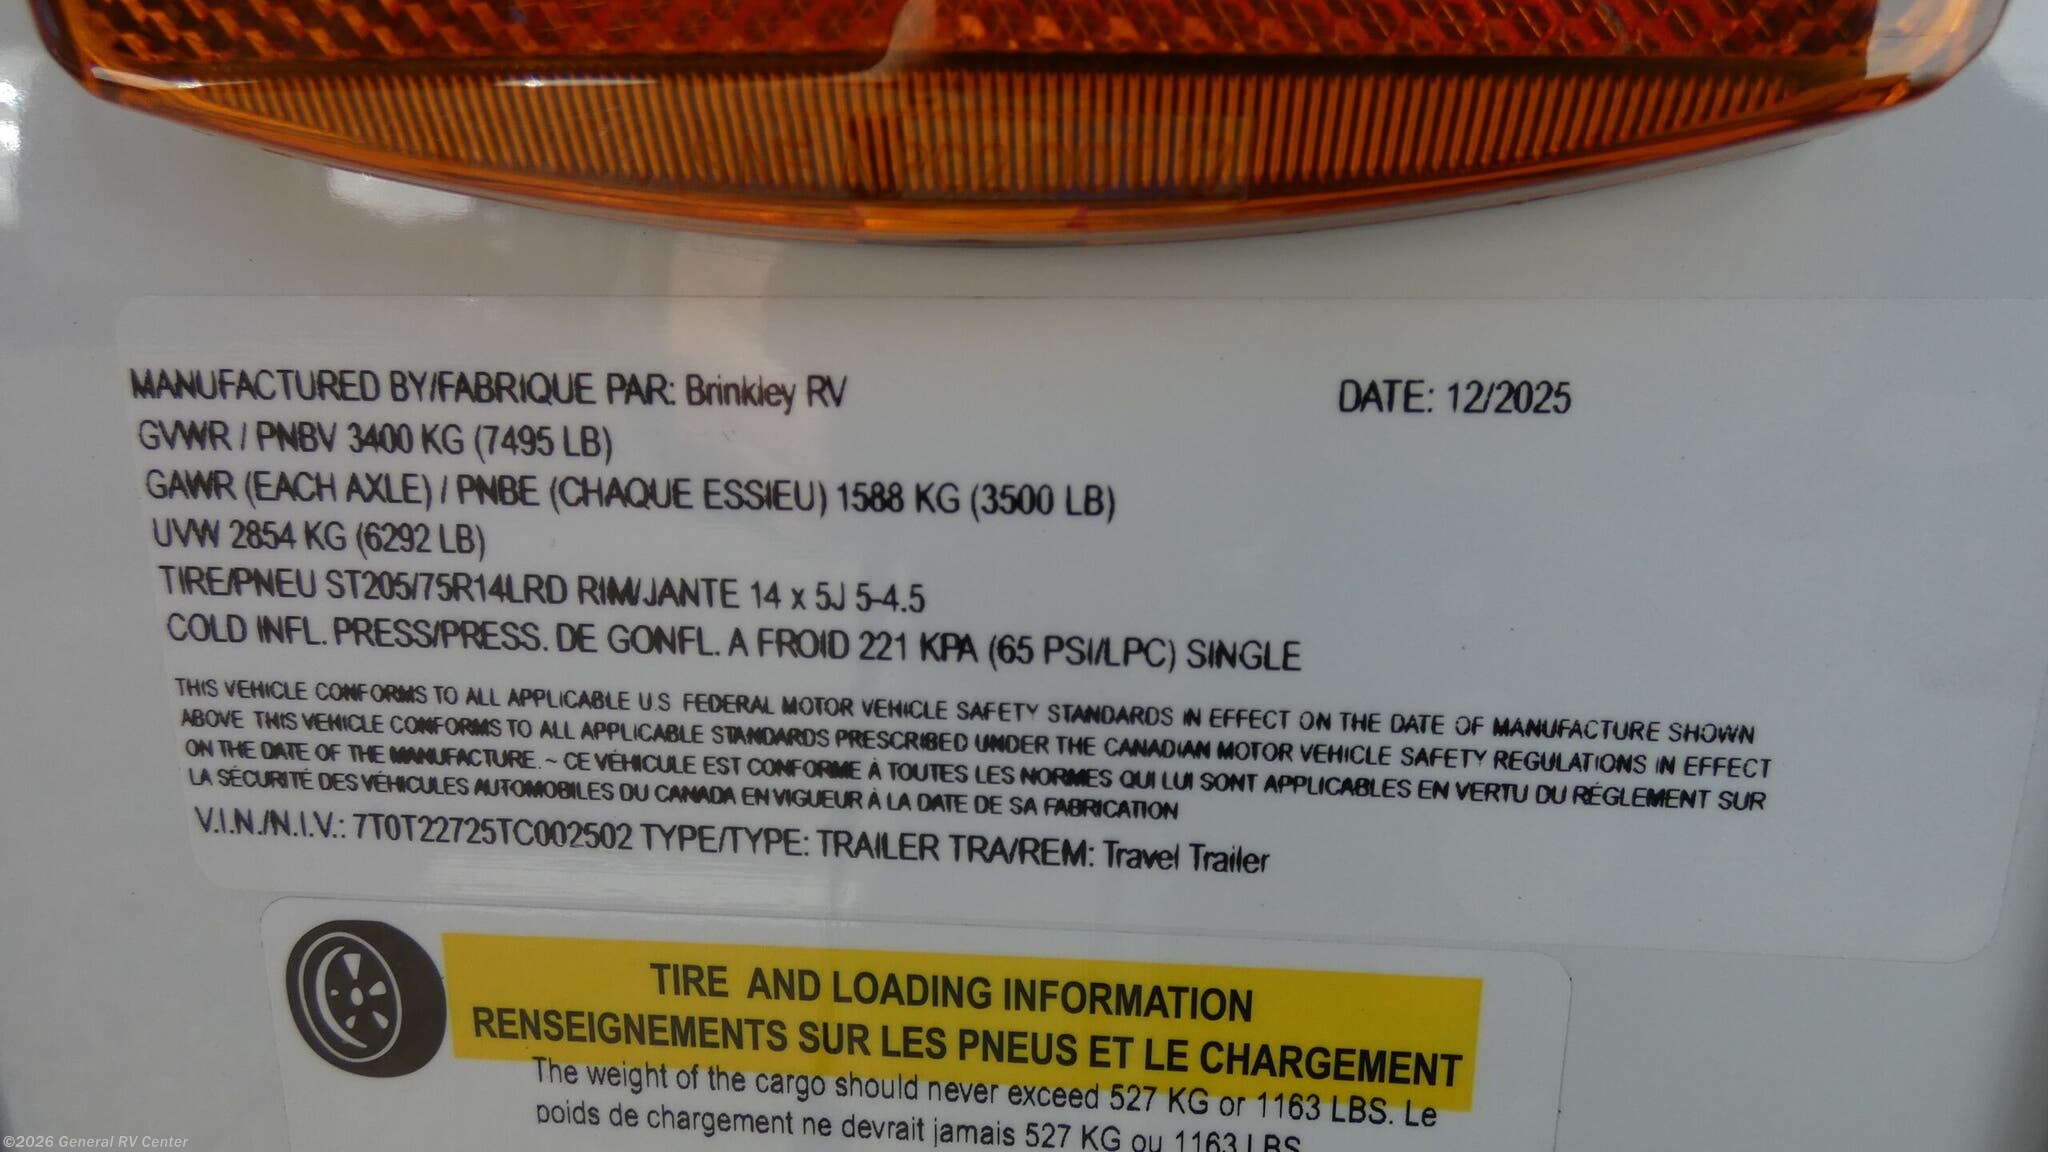 MANUFACTURED BY/FABRIQUE PAR: Brinkley RV DATE: 12/2025
GVWR / PNBV 3400 KG (7495 LB)
GAWR (EACH AXLE) / PNBE (CHAQUE ESSIEU) 1588 KG (3500 LB)
UVW 2854 KG (6292 LB)
TIRE/PNEU ST205/75R14LRD RIM/JANTE 14 x 5J 5-4.5
COLD INFL. PRESS/PRESS. DE GONFL. A FROID 221 KPA (65 PSI/LPC) SINGLE
THIS VEHICLE CONFORMS TO ALL APPLICABLE U.S FEDERAL MOTOR VEHICLE SAFETY STANDARDS IN EFFECT ON THE DATE OF MANUFACTURE SHOWN
ABOVE THIS VEHICLE CONFORMS TO ALL APPLICABLE STANDARDS PRESCRIBED UNDER THE CANADIAN MOTOR VEHICLE SAFETY REGULATIONS IN EFFECT
ON THE DATE OF THE MANUFACTURE. ~ CE VÉHICULE EST CONFORME À TOUTES LES NORMES QUI LUI SONT APPLICABLES EN VERTU DU RÉGLEMENT SUR
LA SÉCURITÉ DES VÉHICULES AUTOMOBILES DU CANADA EN VIGUEUR À LA DATE DE SA FABRICATION
V.I.N./N.I.V.: 7T0T22725TC002502 TYPE/TYPE: TRAILER TRA/REM: Travel Trailer
TIRE AND LOADING INFORMATION
RENSEIGNEMENTS SUR LES PNEUS ET LE CHARGEMENT
The weight of the cargo should never exceed 527 KG or 1163 LBS. Le
poids de chargement ne devrait jamais 527 KG ou 1163 LBS
©2026 General RV Center